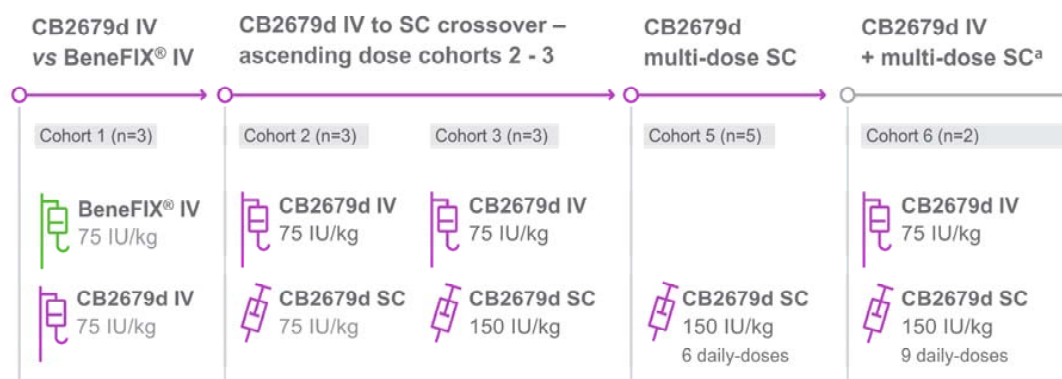 CB2679d IV
vs BeneFIX® IV
CB2679d IV to SC crossover –
ascending dose cohorts 2 - 3
CB2679d
multi-dose SC
CB2679d IV
+ multi-dose SCᵃ
Cohort 1 (n=3)
Cohort 2 (n=3)
Cohort 3 (n=3)
Cohort 5 (n=5)
Cohort 6 (n=2)
BeneFIX® IV
75 IU/kg
CB2679d IV
75 IU/kg
CB2679d IV
75 IU/kg
CB2679d IV
75 IU/kg
CB2679d IV
75 IU/kg
CB2679d SC
75 IU/kg
CB2679d SC
150 IU/kg
CB2679d SC
150 IU/kg
6 daily-doses
CB2679d SC
150 IU/kg
9 daily-doses